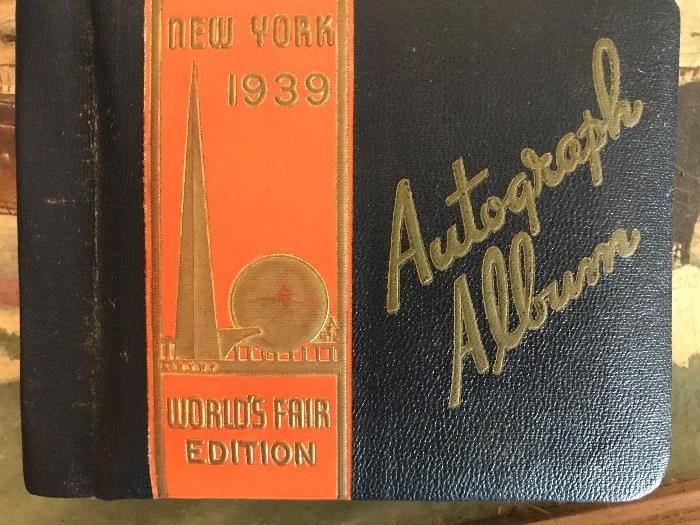 NEW YORK
1939
WORLD'S FAIR
EDITION
Autograph
Album